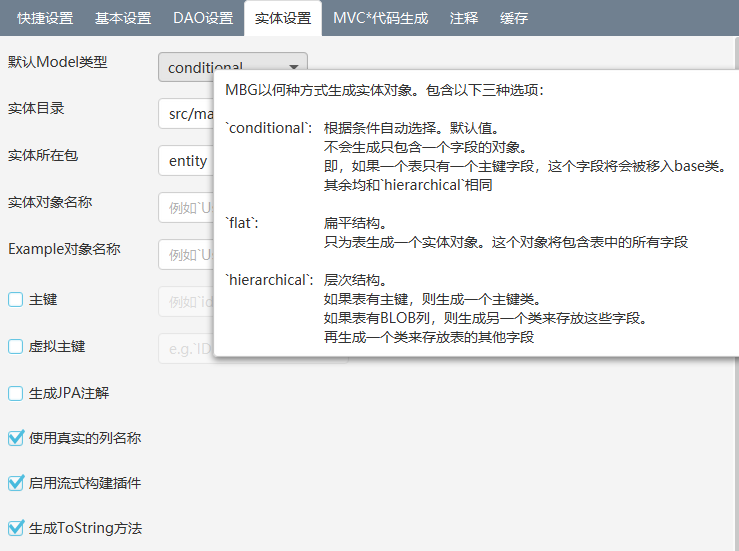 快捷设置 基本设置 DAO设置 实体设置 MVC*代码生成 注释 缓存
默认Model类型 conditional
MBG以何种方式生成实体对象。包含以下三种选项：
实体目录 src/ma
`conditional`: 根据条件自动选择。默认值。
不会生成只包含一个字段的对象。
实体所在包 entity
即，如果一个表只有一个主键字段，这个字段将会被移入base类。
其余均和`hierarchical`相同
实体对象名称 例如`U
`flat`: 扁平结构。
只为表生成一个实体对象。这个对象将包含表中的所有字段
Example对象名称 例如`U
`hierarchical`: 层次结构。
主键 例如`id
如果表有主键，则生成一个主键类。
如果表有BLOB列，则生成另一个类来存放这些字段。
再生成一个类来存放表的其他字段
虚拟主键 e.g.`ID
生成JPA注解
使用真实的列名称
启用流式构建插件
生成ToString方法